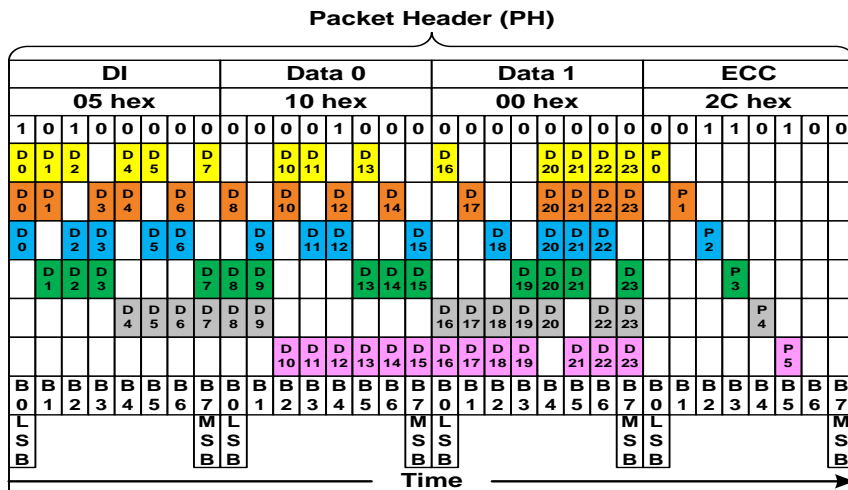 Packet Header (PH)
DI Data 0 Data 1 ECC
05 hex 10 hex 00 hex 2C hex
1 0 1 0 0 0 0 0 0 0 0 0 1 0 0 0 0 0 0 0 0 0 0 0 0 0 1 1 0 1 0 0
D0 D1 D2 D4 D5 D7 D10 D11 D13 D16 D20 D21 D22 D23 P0
D0 D1 D3 D4 D6 D8 D10 D12 D14 D17 D20 D21 D22 D23 P1
D0 D2 D3 D5 D6 D9 D11 D12 D15 D18 D20 D21 D22 P2
D1 D2 D3 D7 D8 D9 D13 D14 D15 D19 D20 D21 D23 P3
D4 D5 D6 D7 D8 D9 D16 D17 D18 D19 D20 D22 D23 P4
D10 D11 D12 D13 D14 D15 D16 D17 D18 D19 D21 D22 D23 P5
B0 B1 B2 B3 B4 B5 B6 B7 B0 B1 B2 B3 B4 B5 B6 B7 B0 B1 B2 B3 B4 B5 B6 B7 B0 B1 B2 B3 B4 B5 B6 B7
LSB MSB LSB MSB LSB MSB LSB MSB
Time